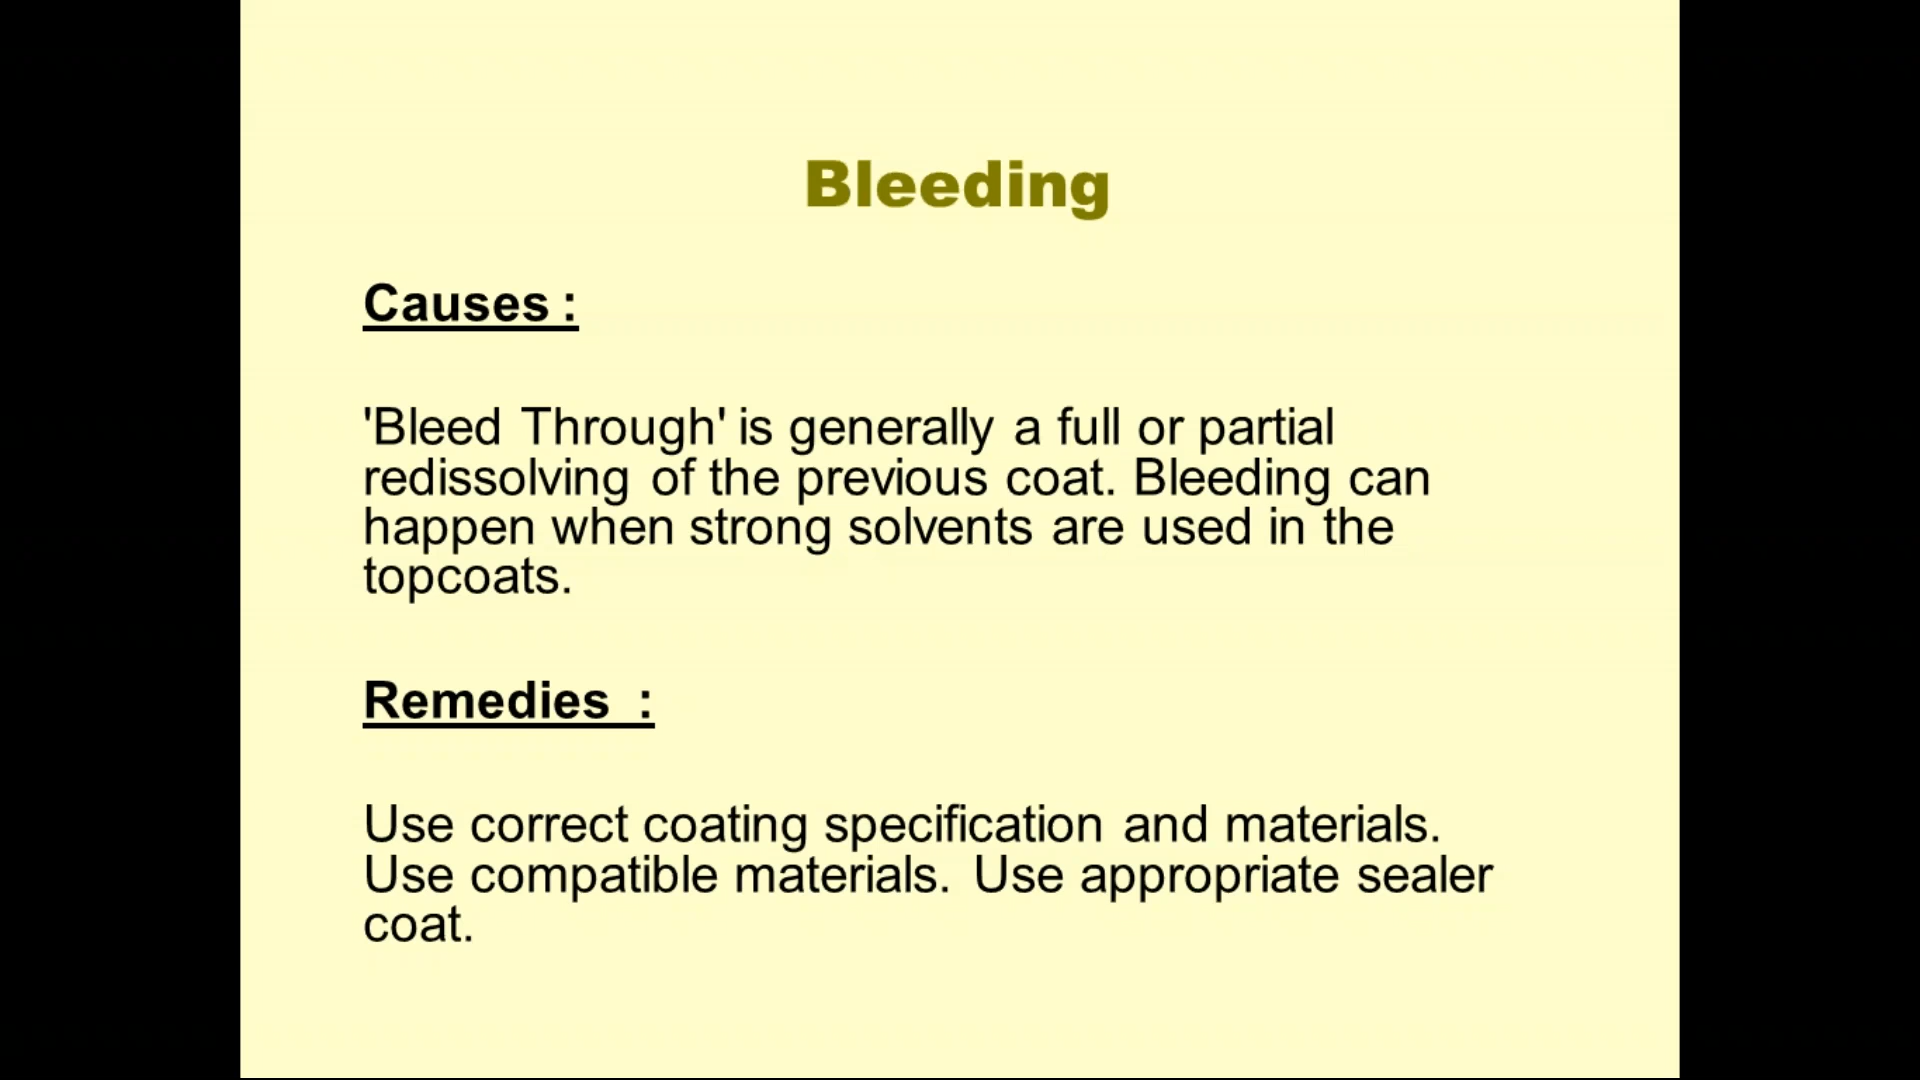 Bleeding
Causes :
'Bleed Through' is generally a full or partial
redissolving of the previous coat. Bleeding can
happen when strong solvents are used in the
topcoats.
Remedies :
Use correct coating specification and materials.
Use compatible materials. Use appropriate sealer
coat.